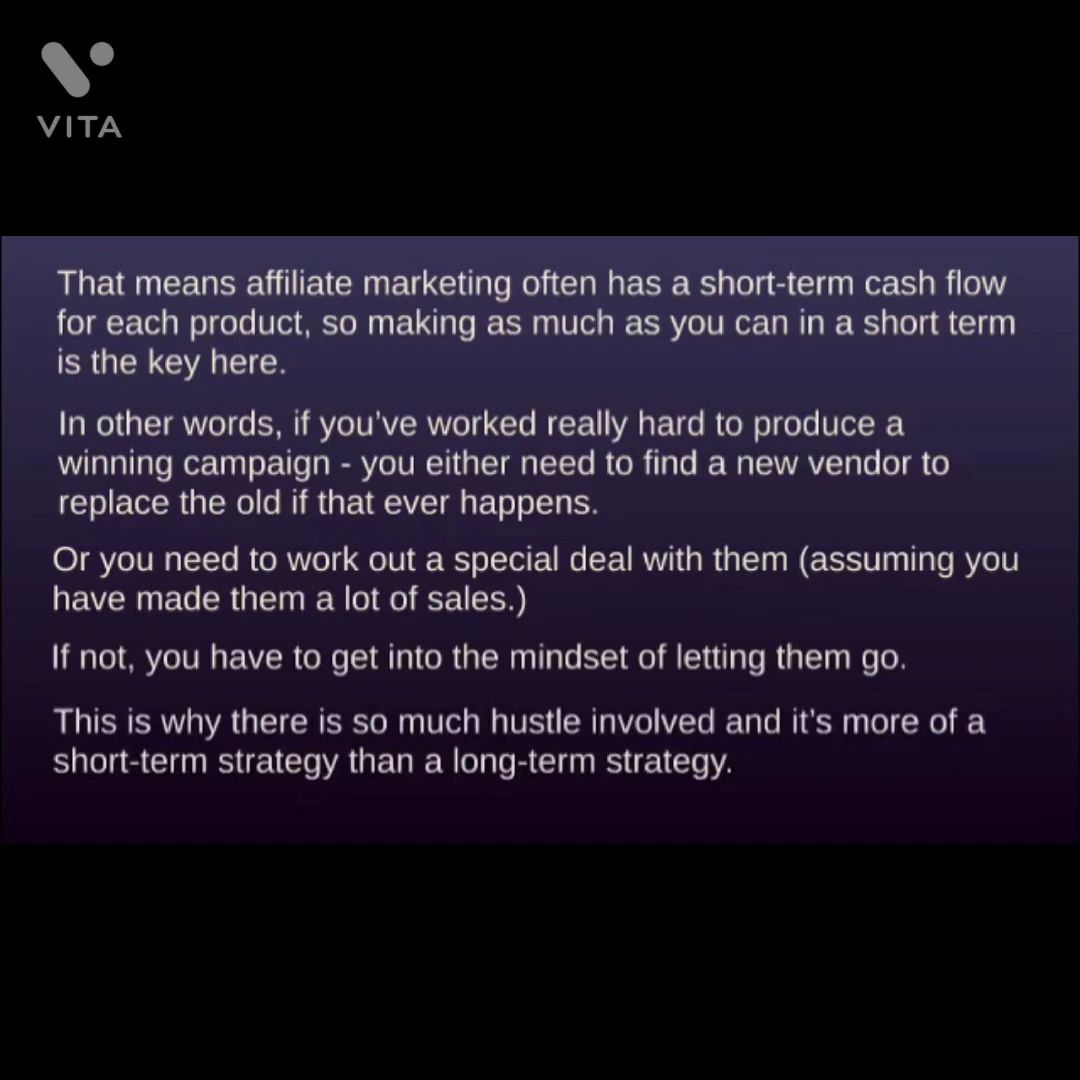 VITA
That means affiliate marketing often has a short-term cash flow
for each product, so making as much as you can in a short term
is the key here.
In other words, if you've worked really hard to produce a
winning campaign - you either need to find a new vendor to
replace the old if that ever happens.
Or you need to work out a special deal with them (assuming you
have made them a lot of sales.)
If not, you have to get into the mindset of letting them go.
This is why there is so much hustle involved and it's more of a
short-term strategy than a long-term strategy.